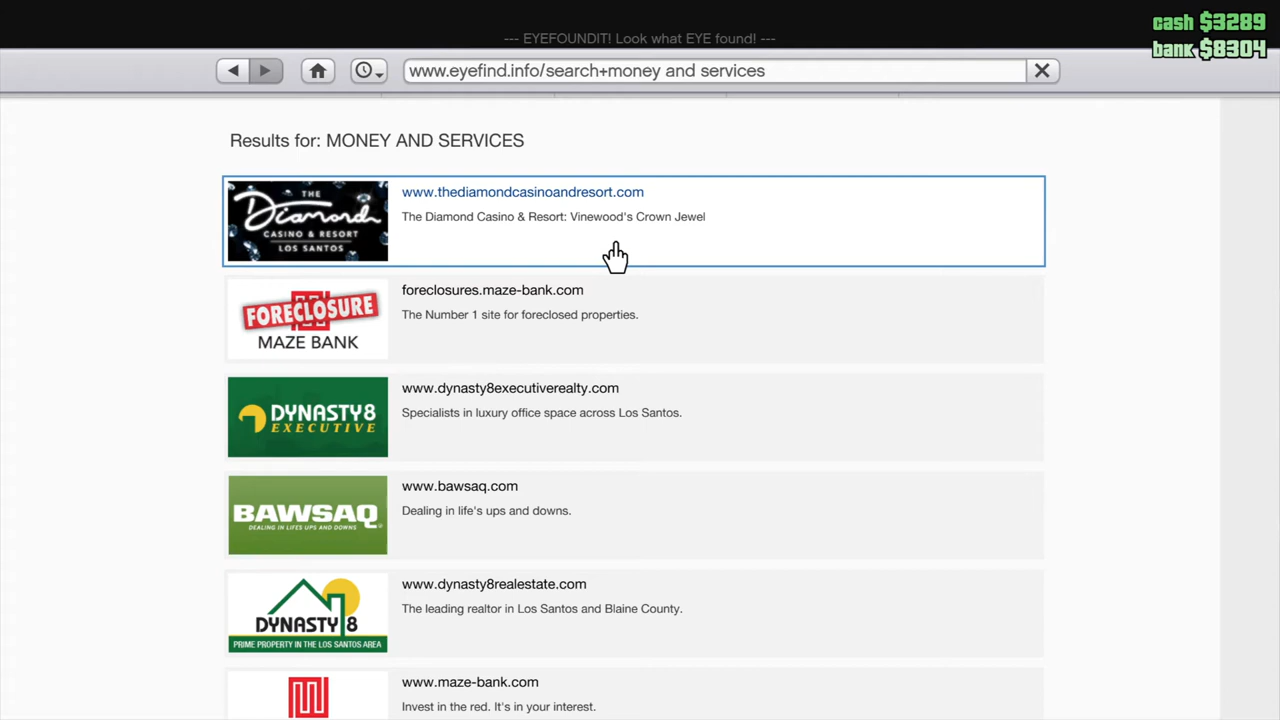 cash $3289
--- EYEFOUNDIT! Look what EYE found! ---
bank $8304
www.eyefind.info/search+money and services
Results for: MONEY AND SERVICES
THE
Diamond
CASINO & RESORT
LOS SANTOS
www.thediamondcasinoandresort.com
The Diamond Casino & Resort: Vinewood's Crown Jewel
FORECLOSURE
MAZE BANK
foreclosures.maze-bank.com
The Number 1 site for foreclosed properties.
DYNASTY8
EXECUTIVE
www.dynasty8executiverealty.com
Specialists in luxury office space across Los Santos.
BAWSAQ
DEALING IN LIFES UPS AND DOWNS
www.bawsaq.com
Dealing in life's ups and downs.
DYNASTY 8
PRIME PROPERTY IN THE LOS SANTOS AREA
www.dynasty8realestate.com
The leading realtor in Los Santos and Blaine County.
www.maze-bank.com
Invest in the red. It's in your interest.